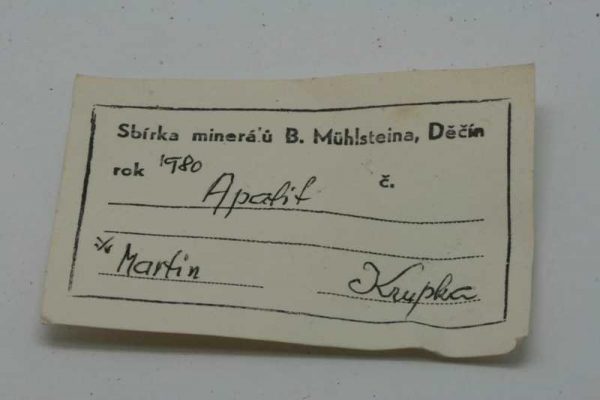 Sbírka minerálů B. Mühlsteina, Děčín
rok 1980 č.
Apatit
Martin Krupka